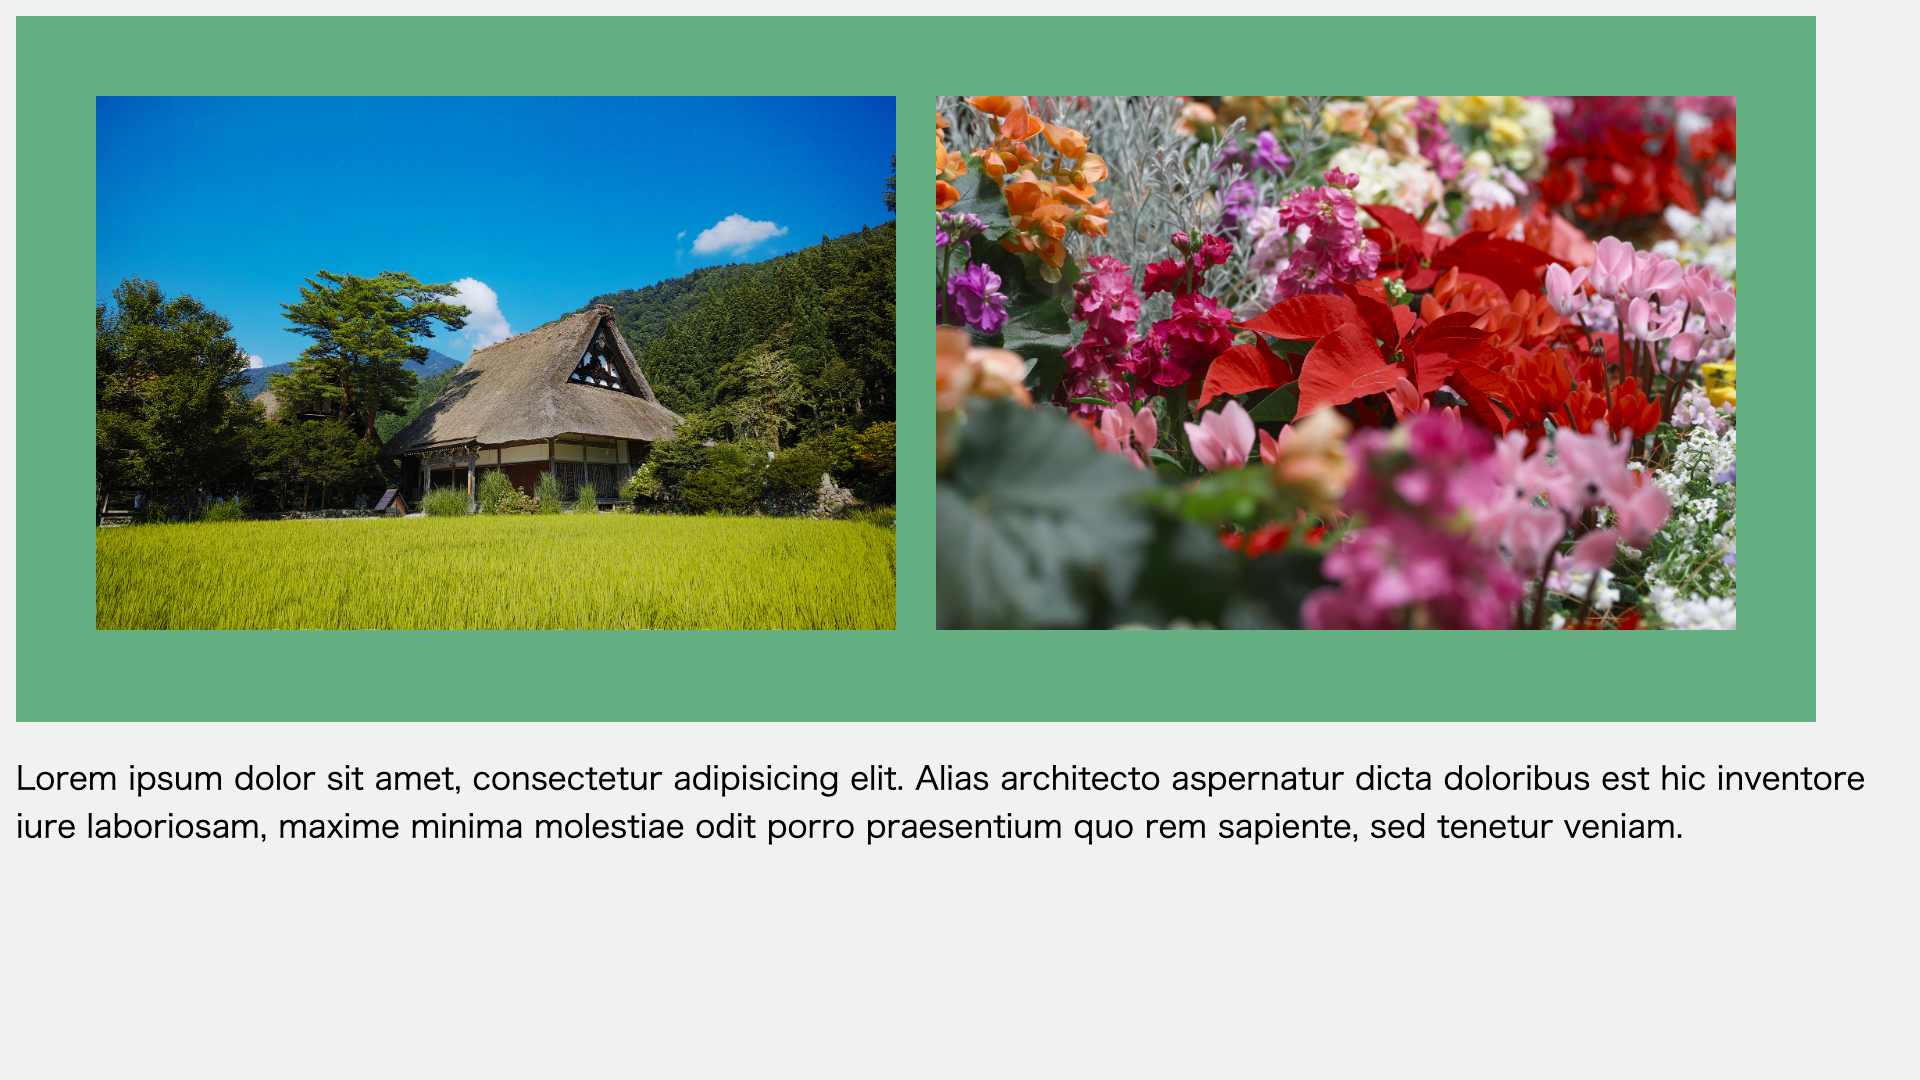 Lorem ipsum dolor sit amet, consectetur adipisicing elit. Alias architecto aspernatur dicta doloribus est hic inventore
iure laboriosam, maxime minima molestiae odit porro praesentium quo rem sapiente, sed tenetur veniam.